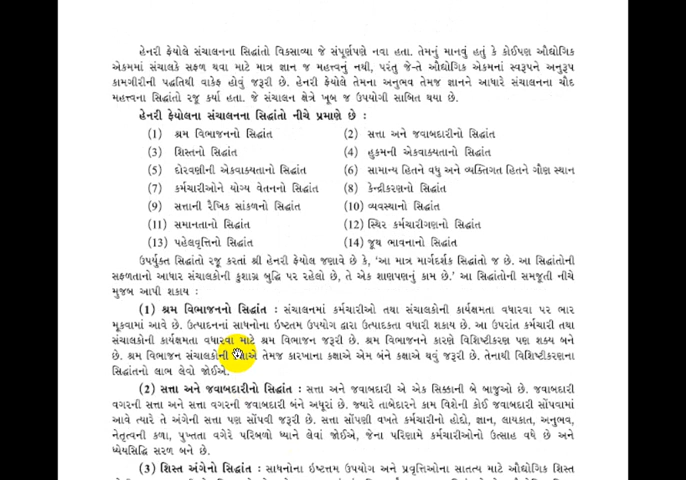 હેનરી ફેયોલે સંચાલનના સિદ્ધાંતો વિકસાવ્યા જે સંપૂર્ણપણે નવા હતા. તેમનું માનવું હતું કે કોઈપણ ઔદ્યોગિક
એકમમાં સંચાલકે સફળ થવા માટે માત્ર જ્ઞાન જ મહત્ત્વનું નથી, પરંતુ જે-તે ઔદ્યોગિક એકમનાં સ્વરૂપને અનુરૂપ
કામગીરીની પદ્ધતિથી વાકેફ હોવું જરૂરી છે. હેનરી ફેયોલે તેમના અનુભવ તેમજ જ્ઞાનને આધારે સંચાલનના ચૌદ
મહત્ત્વના સિદ્ધાંતો રજૂ કર્યા હતા. જે સંચાલન ક્ષેત્રે ખૂબ જ ઉપયોગી સાબિત થયા છે.
હેનરી ફેયોલના સંચાલનના સિદ્ધાંતો નીચે પ્રમાણે છે :
(1) શ્રમ વિભાજનનો સિદ્ધાંત (2) સત્તા અને જવાબદારીનો સિદ્ધાંત
(3) શિસ્તનો સિદ્ધાંત (4) હુકમની એકવાક્યતાનો સિદ્ધાંત
(5) દોરવણીની એકવાક્યતાનો સિદ્ધાંત (6) સામાન્ય હિતને વધુ અને વ્યક્તિગત હિતને ગૌણ સ્થાન
(7) કર્મચારીઓને યોગ્ય વેતનનો સિદ્ધાંત (8) કેન્દ્રીકરણનો સિદ્ધાંત
(9) સત્તાની રૈખિક સાંકળનો સિદ્ધાંત (10) વ્યવસ્થાનો સિદ્ધાંત
(11) સમાનતાનો સિદ્ધાંત (12) સ્થિર કર્મચારીગણનો સિદ્ધાંત
(13) પહેલવૃત્તિનો સિદ્ધાંત (14) જૂથ ભાવનાનો સિદ્ધાંત
ઉપર્યુક્ત સિદ્ધાંતો રજૂ કરતાં શ્રી હેનરી ફેયોલ જણાવે છે કે, ‘આ માત્ર માર્ગદર્શક સિદ્ધાંતો જ છે. આ સિદ્ધાંતોની
સફળતાનો આધાર સંચાલકોની કુશાગ્ર બુદ્ધિ પર રહેલો છે, તે એક શાણપણનું કામ છે.’ આ સિદ્ધાંતોની સમજૂતી નીચે
મુજબ આપી શકાય :
(1) શ્રમ વિભાજનનો સિદ્ધાંત : સંચાલનમાં કર્મચારીઓ તથા સંચાલકોની કાર્યક્ષમતા વધારવા પર ભાર
મૂકવામાં આવે છે. ઉત્પાદનનાં સાધનોના ઇષ્ટતમ ઉપયોગ દ્વારા ઉત્પાદકતા વધારી શકાય છે. આ ઉપરાંત કર્મચારી તથા
સંચાલકોની કાર્યક્ષમતા વધારવા માટે શ્રમ વિભાજન જરૂરી છે. શ્રમ વિભાજનને કારણે વિશિષ્ટીકરણ પણ શક્ય બને
છે. શ્રમ વિભાજન સંચાલકોની કક્ષાએ તેમજ કારખાના કક્ષાએ એમ બંને કક્ષાએ થવું જરૂરી છે. તેનાથી વિશિષ્ટીકરણના
સિદ્ધાંતનો લાભ લેવો જોઈએ.
(2) સત્તા અને જવાબદારીનો સિદ્ધાંત : સત્તા અને જવાબદારી એ એક સિક્કાની બે બાજુઓ છે. જવાબદારી
વગરની સત્તા અને સત્તા વગરની જવાબદારી બંને અધૂરાં છે. જ્યારે તાબેદારને કામ વિશેની કોઈ જવાબદારી સોંપવામાં
આવે ત્યારે તે અંગેની સત્તા પણ સોંપવી જરૂરી છે. સત્તા સોંપણી વખતે કર્મચારીનો હોદ્દો, જ્ઞાન, લાયકાત, અનુભવ,
નેતૃત્વની કળા, પુખ્તતા વગેરે પરિબળો ધ્યાને લેવાં જોઈએ, જેના પરિણામે કર્મચારીઓનો ઉત્સાહ વધે છે અને
ધ્યેયસિદ્ધિ સરળ બને છે.
(3) શિસ્ત અંગેનો સિદ્ધાંત : સાધનોના ઇષ્ટતમ ઉપયોગ અને પ્રવૃત્તિઓના સાતત્ય માટે ઔદ્યોગિક શિસ્ત